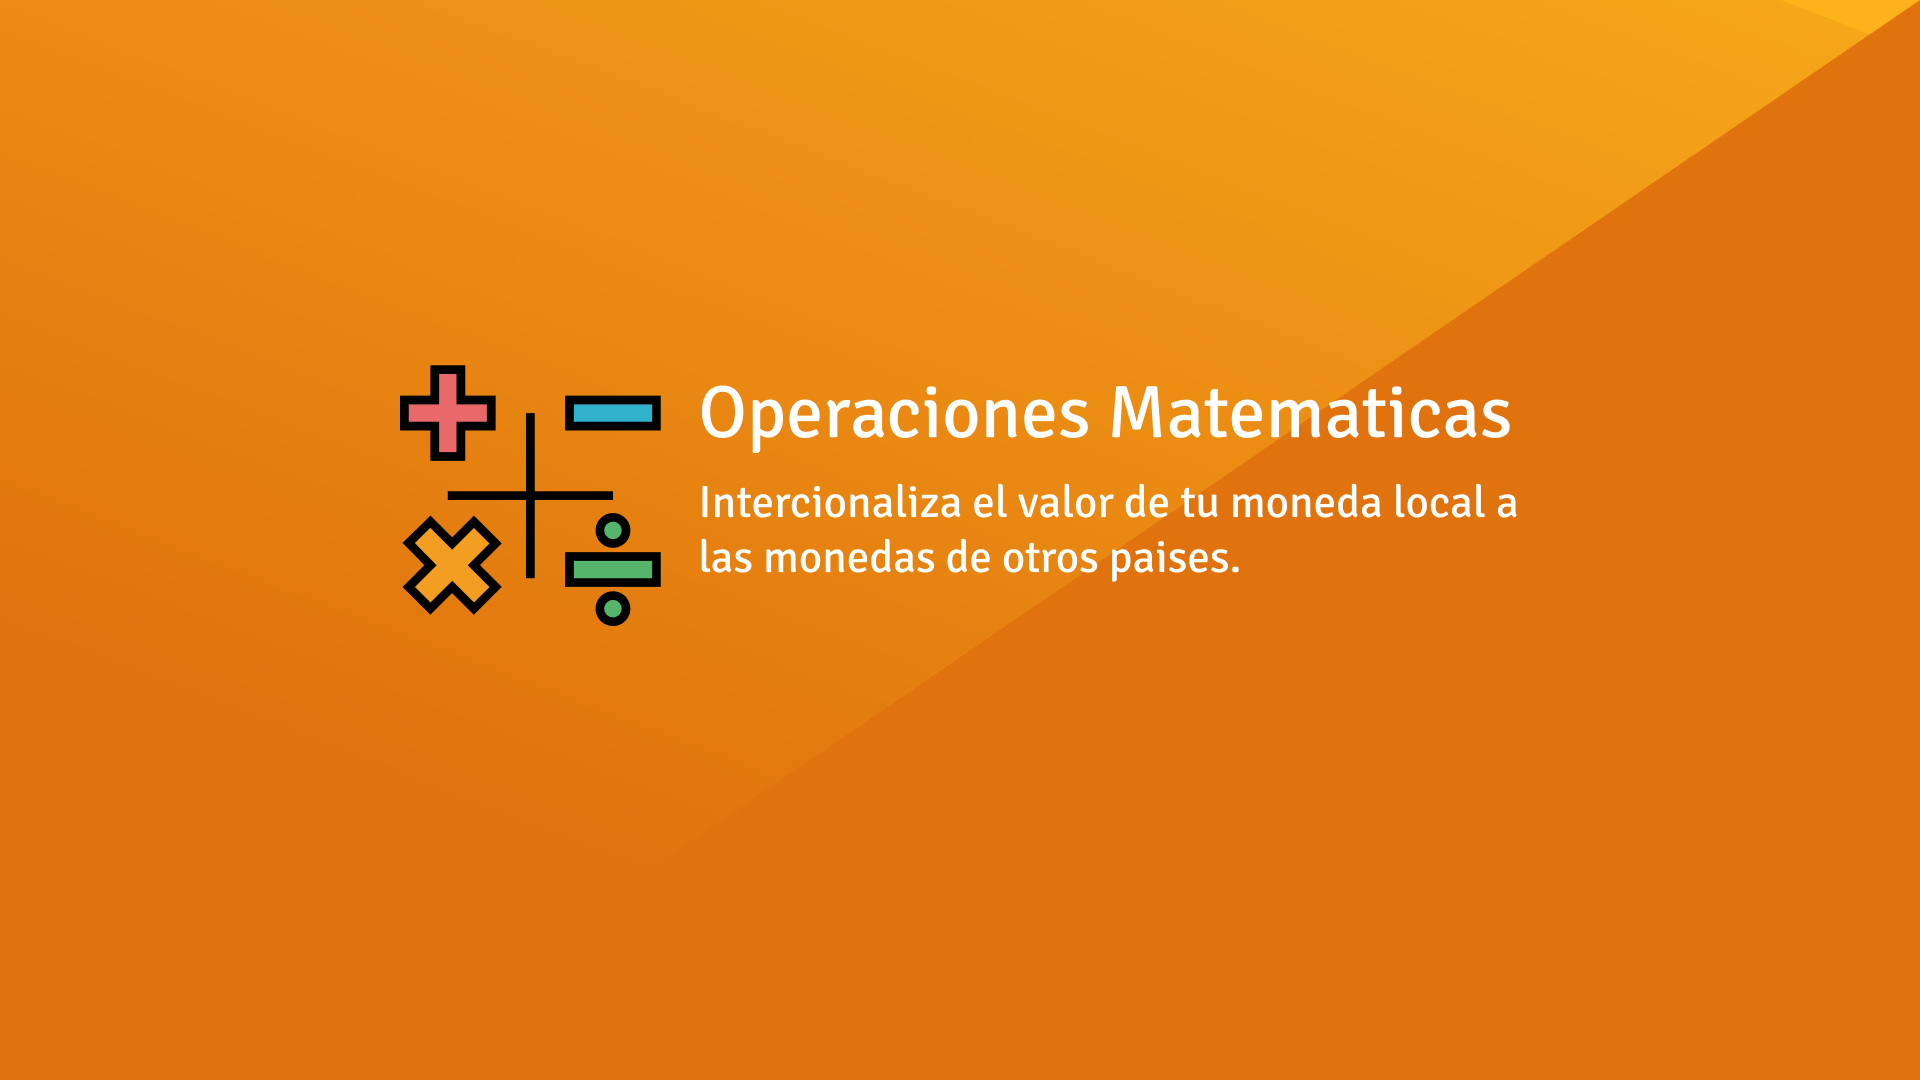 Operaciones Matematicas
Intercionaliza el valor de tu moneda local a
las monedas de otros paises.